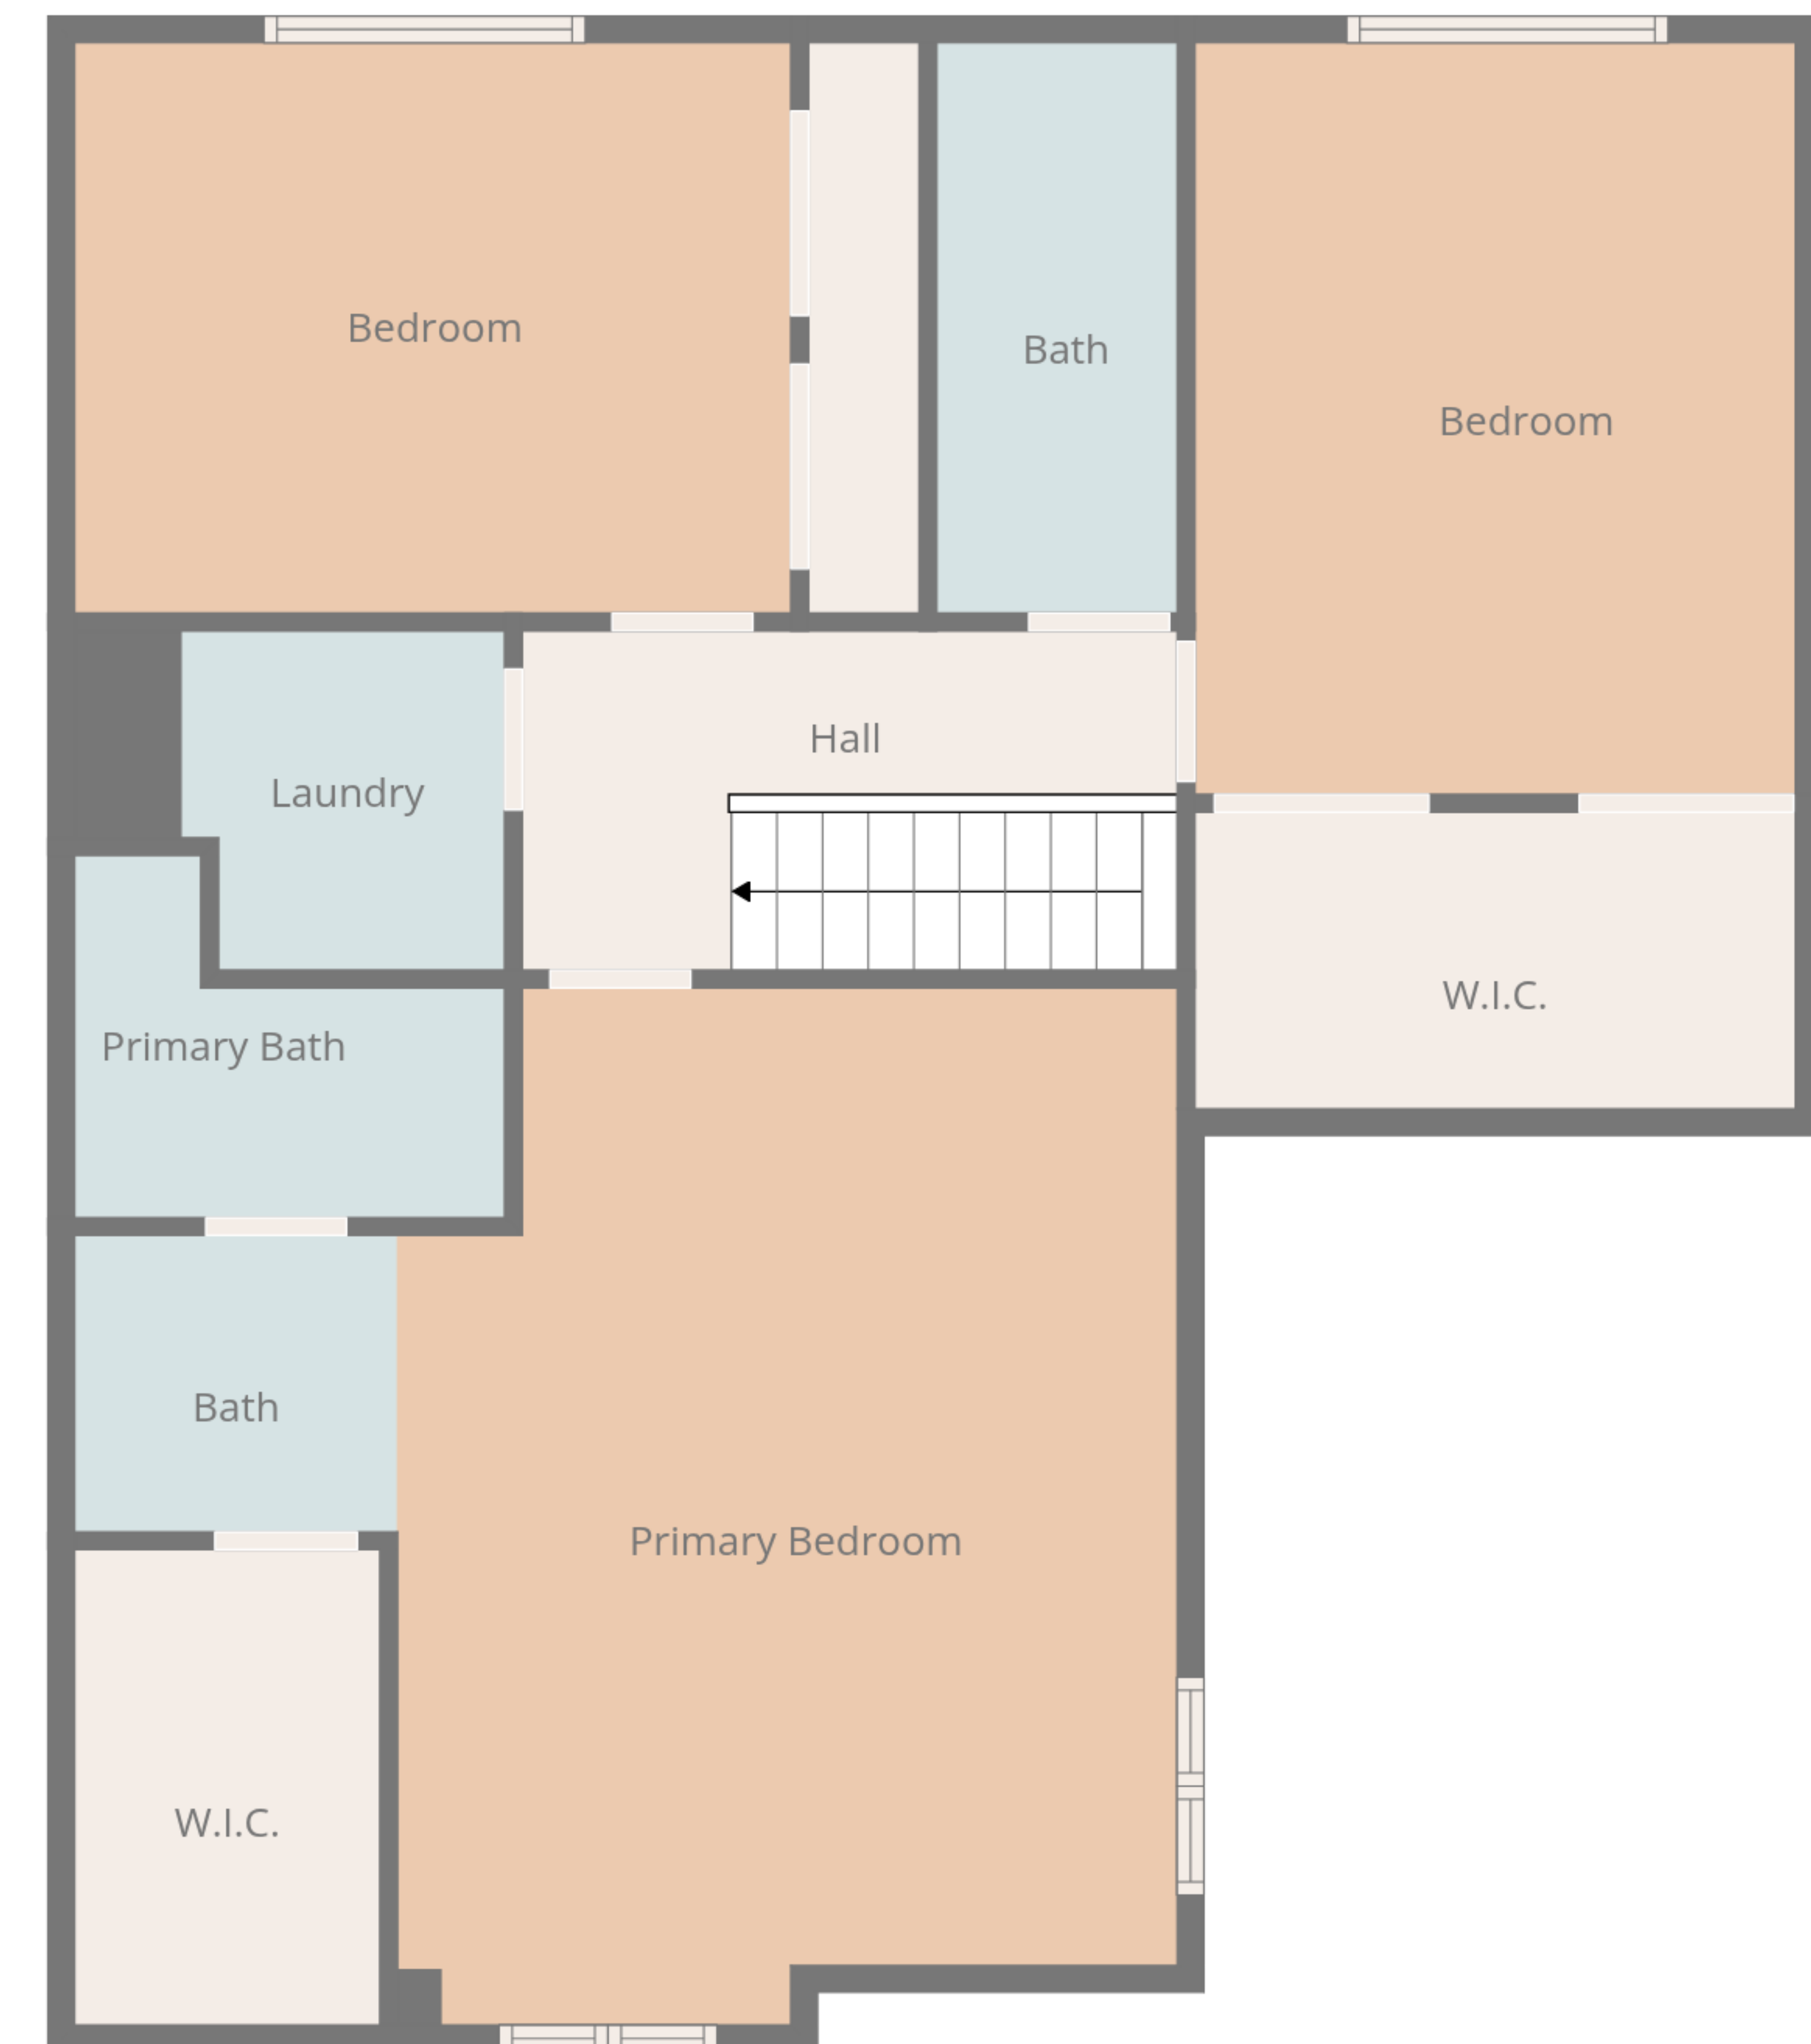 Bedroom
Bath
Bedroom
Hall
Laundry
W.I.C.
Primary Bath
Bath
Primary Bedroom
W.I.C.